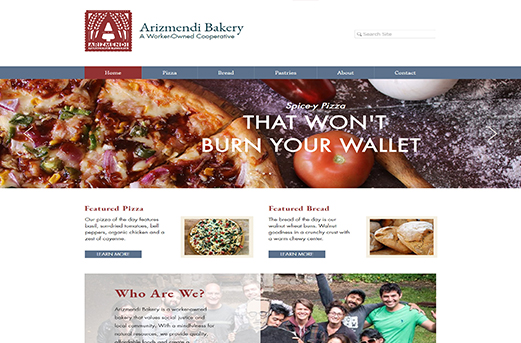 ARIZMENDI
Arizmendi Bakery
A Worker-Owned Cooperative
Search Site
Home
Pizza
Bread
Pastries
About
Contact
Spice-y Pizza
THAT WON'T
BURN YOUR WALLET
Featured Pizza
Our pizza of the day features
basil, sundried tomatoes, bell
peppers, organic chicken and a
zest of cayenne.
LEARN MORE
Featured Bread
The bread of the day is our
walnut wheat buns. Walnut
goodness in a crunchy crust with
a warm chewy center.
LEARN MORE
Who Are We?
Arizmendi Bakery is a worker-owned
bakery that values social justice and
local community. With a mindfulness for
natural resources, we provide quality,
affordable foods and create a